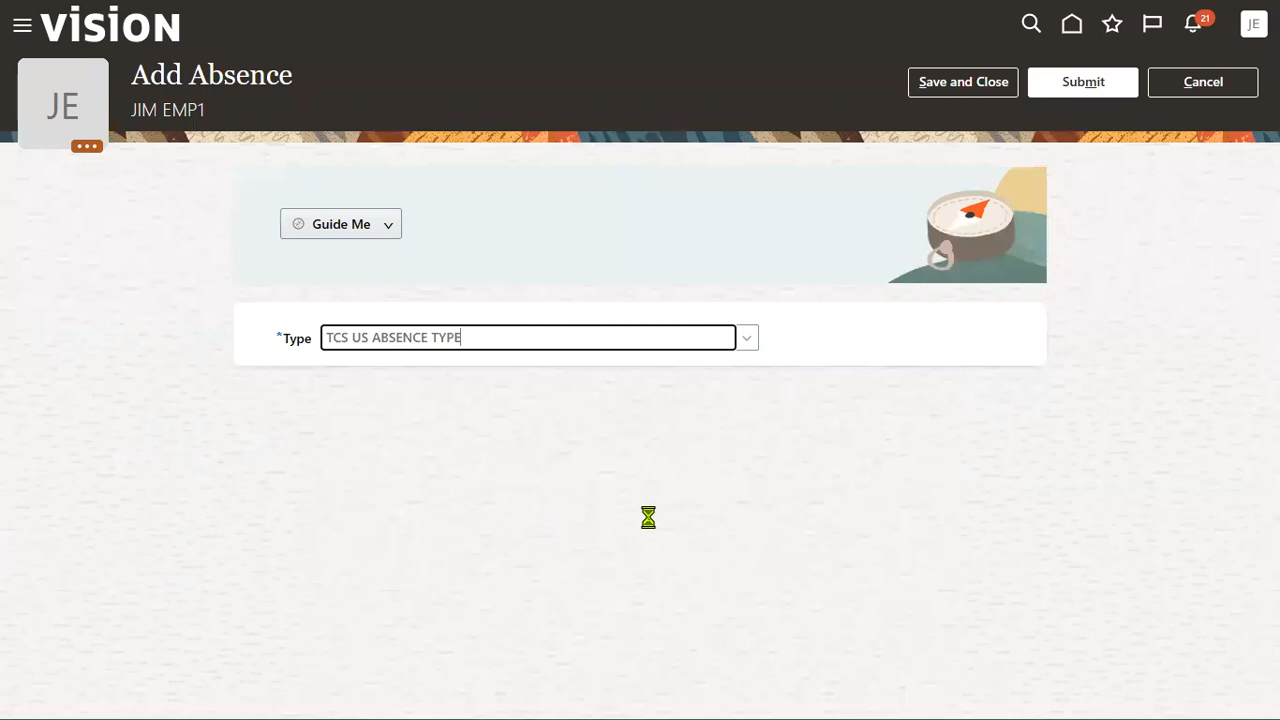 vision
21
JE
Add Absence
Save and Close
Submit
Cancel
JE
JIM EMP1
Guide Me
*Type
TCS US ABSENCE TYPE